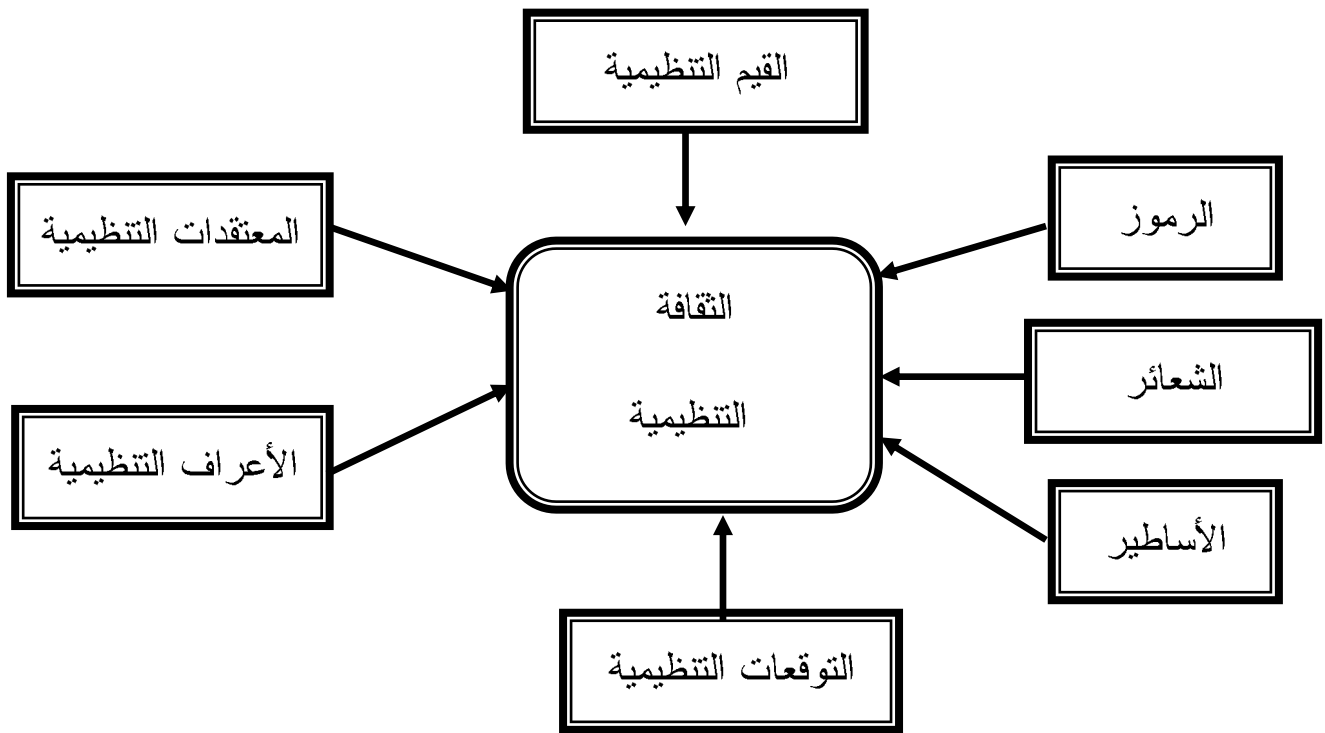 القيم التنظيمية
الرموز
المعتقدات التنظيمية
الثقافة
التنظيمية
الشعائر
الأعراف التنظيمية
الأساطير
التوقعات التنظيمية